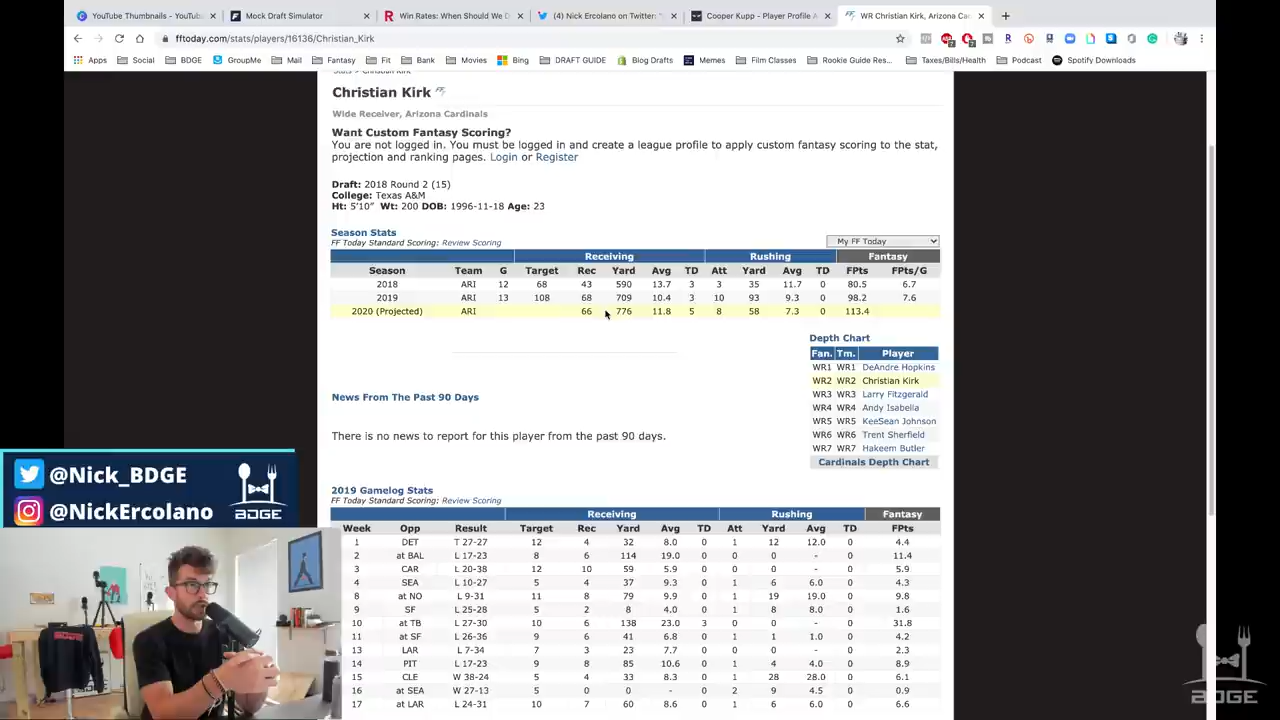 Canva YouTube Thumbnails - YouTub
Mock Draft Simulator
Win Rates: When Should We D
(4) Nick Ercolano on Twitter: "
Cooper Kupp - Player Profile A
WR Christian Kirk, Arizona Car
fftoday.com/stats/players/16136/Christian_Kirk
Apps Social BDGE GroupMe Mail Fantasy Fit Bank Movies Bing DRAFT GUIDE Blog Drafts Memes Film Classes Rookie Guide Res... Taxes/Bills/Health Podcast Spotify Downloads
Christian Kirk
Wide Receiver, Arizona Cardinals
Want Custom Fantasy Scoring?
You are not logged in. You must be logged in and create a league profile to apply custom fantasy scoring to the stat,
projection and ranking pages. Login or Register
Draft: 2018 Round 2 (15)
College: Texas A&M
Ht: 5'10" Wt: 200 DOB: 1996-11-18 Age: 23
Season Stats
FF Today Standard Scoring: Review Scoring
My FF Today
Receiving Rushing Fantasy
Season Team G Target Rec Yard Avg TD Att Yard Avg TD FPts FPts/G
2018 ARI 12 68 43 590 13.7 3 3 35 11.7 0 80.5 6.7
2019 ARI 13 108 68 709 10.4 3 10 93 9.3 0 98.2 7.6
2020 (Projected) ARI 66 776 11.8 5 8 58 7.3 0 113.4
Depth Chart
Fan. Tm. Player
WR1 WR1 DeAndre Hopkins
WR2 WR2 Christian Kirk
WR3 WR3 Larry Fitzgerald
WR4 WR4 Andy Isabella
WR5 WR5 KeeSean Johnson
WR6 WR6 Trent Sherfield
WR7 WR7 Hakeem Butler
Cardinals Depth Chart
News From The Past 90 Days
There is no news to report for this player from the past 90 days.
2019 Gamelog Stats
FF Today Standard Scoring: Review Scoring
Receiving Rushing Fantasy
Week Opp Result Target Rec Yard Avg TD Att Yard Avg TD FPts
1 DET T 27-27 12 4 32 8.0 0 1 12 12.0 0 4.4
2 at BAL L 17-23 8 6 114 19.0 0 0 0 - 0 11.4
3 CAR L 20-38 12 10 59 5.9 0 0 0 - 0 5.9
4 SEA L 10-27 5 4 37 9.3 0 1 6 6.0 0 4.3
8 at NO L 9-31 11 8 79 9.9 0 1 19 19.0 0 9.8
9 SF L 25-28 5 2 8 4.0 0 1 8 8.0 0 1.6
10 at TB L 27-30 10 6 138 23.0 3 0 0 - 0 31.8
11 at SF L 26-36 9 6 41 6.8 0 1 1 1.0 0 4.2
13 LAR L 7-34 7 3 23 7.7 0 0 0 - 0 2.3
14 PIT L 17-23 9 8 85 10.6 0 1 4 4.0 0 8.9
15 CLE W 38-24 5 4 33 8.3 0 1 28 28.0 0 6.1
16 at SEA W 27-13 5 0 0 - 0 2 9 4.5 0 0.9
17 at LAR L 24-31 10 7 60 8.6 0 1 6 6.0 0 6.6
@Nick_BDGE
@NickErcolano
BDGE
BDGE